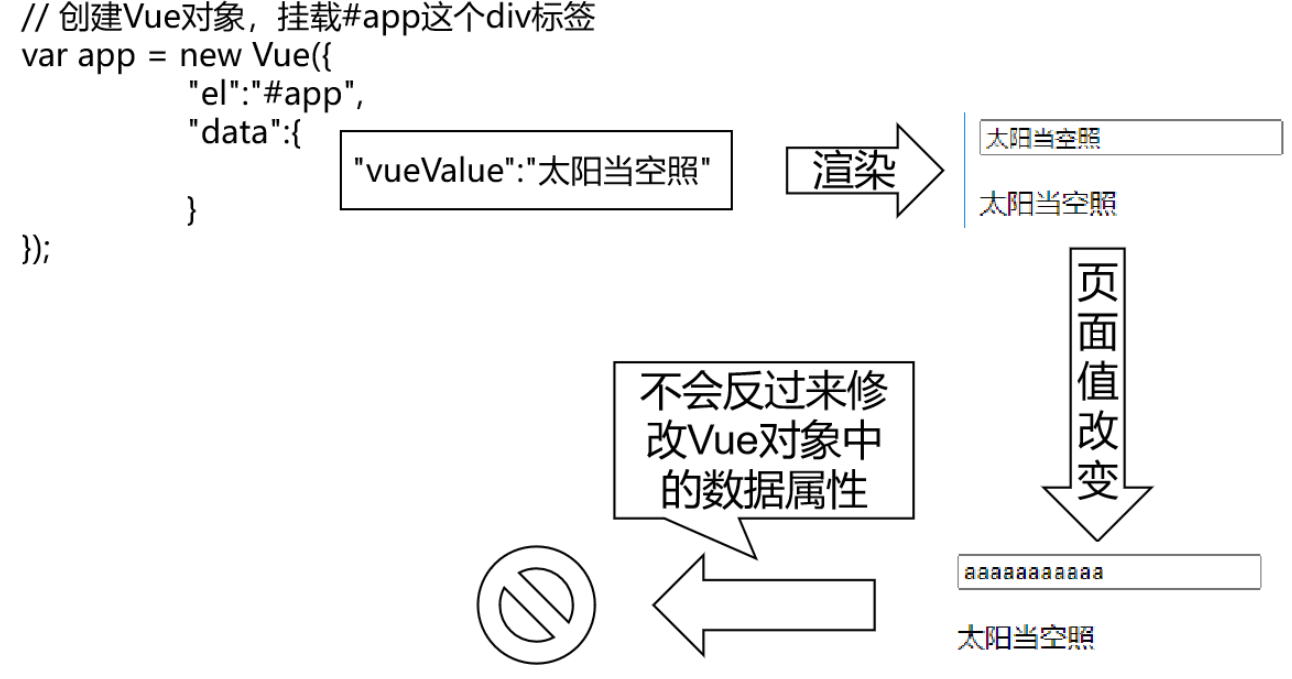 // 创建Vue对象，挂载#app这个div标签
var app = new Vue({
"el":"#app",
"data":{
"vueValue":"太阳当空照"
}
});
渲染
太阳当空照
太阳当空照
页
面
值
改
变
不会反过来修
改Vue对象中
的数据属性
aaaaaaaaaaa
太阳当空照